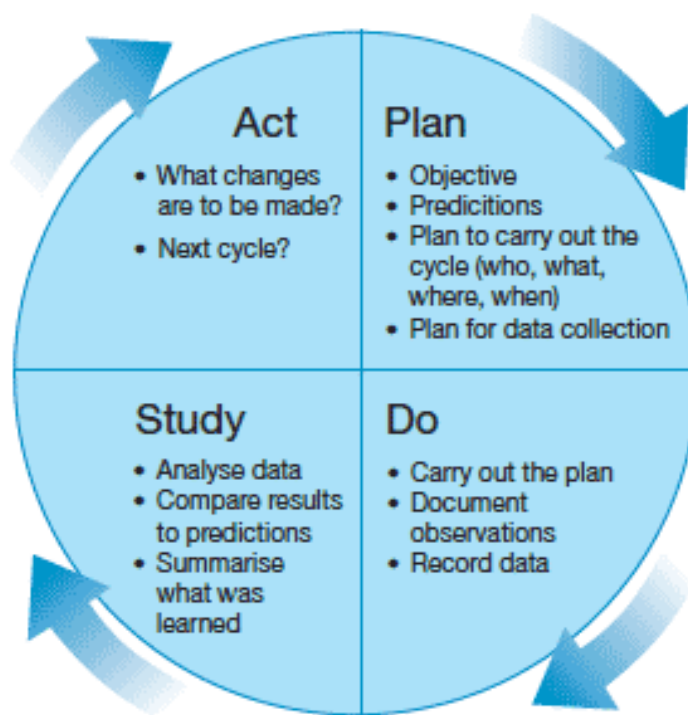 Act
• What changes
are to be made?
• Next cycle?
Plan
• Objective
• Predicitions
• Plan to carry out the
cycle (who, what,
where, when)
• Plan for data collection
Study
• Analyse data
• Compare results
to predictions
• Summarise
what was
learned
Do
• Carry out the plan
• Document
observations
• Record data